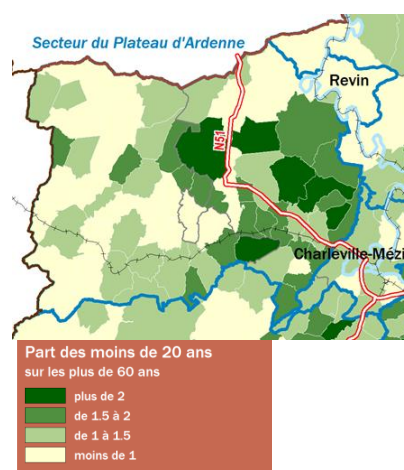 Secteur du Plateau d'Ardenne
Revin
N51
Charleville-Mézi
Part des moins de 20 ans
sur les plus de 60 ans
plus de 2
de 1.5 à 2
de 1 à 1.5
moins de 1